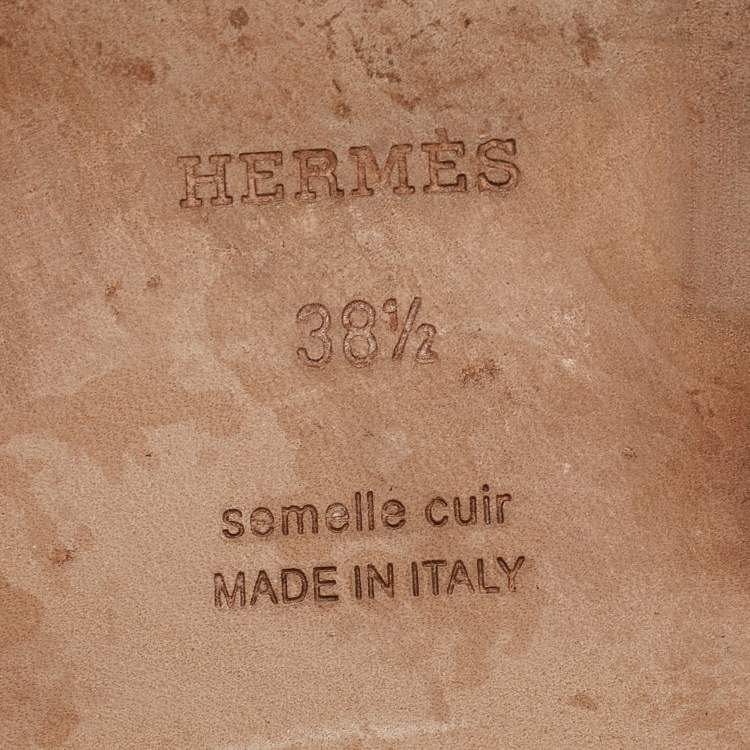 HERMÈS
38½
semelle cuir
MADE IN ITALY